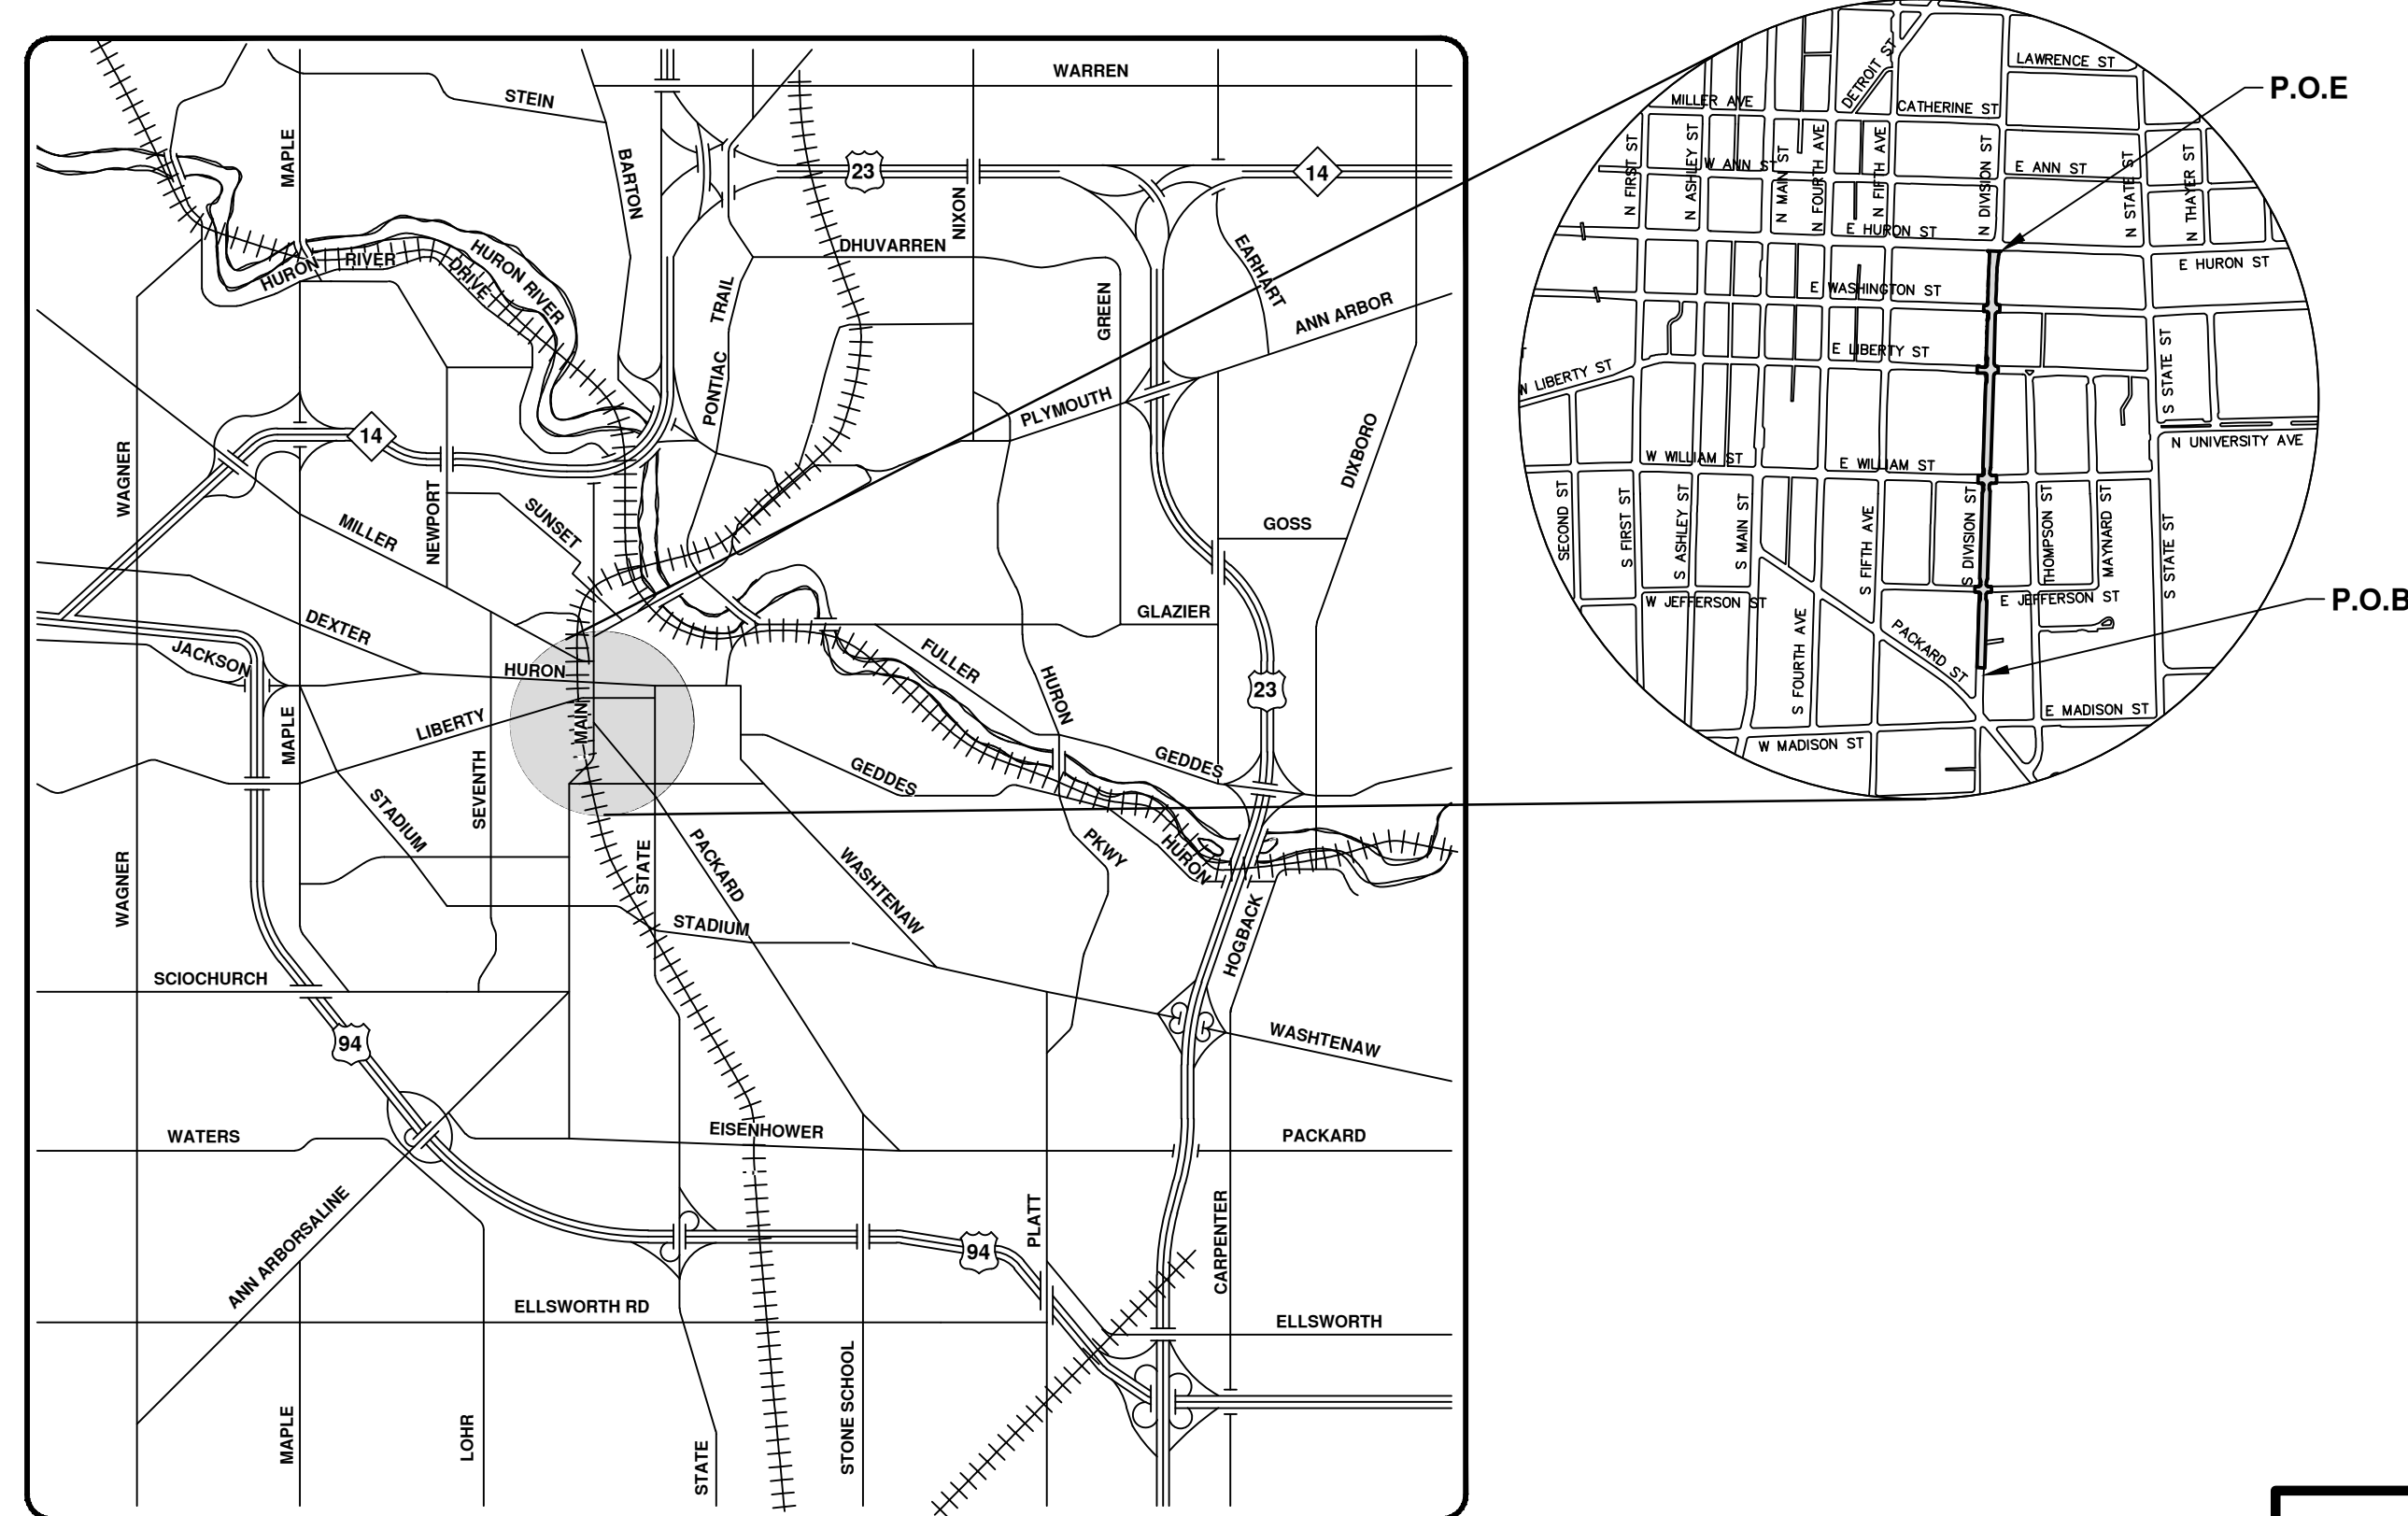 WARREN
STEIN
MAPLE
BARTON
23
14
NIXON
DHUVARREN
EARHART
HURON
RIVER
DRIVE
HURON RIVER
PONTIAC
TRAIL
GREEN
ANN ARBOR
PLYMOUTH
DIXBORO
WAGNER
14
NEWPORT
SUNSET
MILLER
GOSS
DEXTER
GLAZIER
JACKSON
HURON
FULLER
HURON
23
MAPLE
LIBERTY
MAIN
SEVENTH
STADIUM
GEDDES
GEDDES
WAGNER
STATE
PACKARD
WASHTENAW
PKWY
HURON
STADIUM
HOGBACK
SCIOCHURCH
94
WASHTENAW
WATERS
EISENHOWER
PACKARD
ANN ARBORSALINE
PLATT
CARPENTER
94
ELLSWORTH RD
ELLSWORTH
MAPLE
LOHR
STATE
STONE SCHOOL
DETROIT ST
LAWRENCE ST
P.O.E
MILLER AVE
CATHERINE ST
N FIRST ST
N ASHLEY ST
W ANN ST
N MAIN ST
N FOURTH AVE
N FIFTH AVE
N DIVISION ST
E ANN ST
N STATE ST
N THAYER ST
E HURON ST
E HURON ST
E WASHINGTON ST
E LIBERTY ST
W LIBERTY ST
S STATE ST
N UNIVERSITY AVE
W WILLIAM ST
E WILLIAM ST
SECOND ST
S FIRST ST
S ASHLEY ST
S MAIN ST
S FIFTH AVE
S DIVISION ST
THOMPSON ST
MAYNARD ST
S STATE ST
W JEFFERSON ST
E JEFFERSON ST
P.O.B
S FOURTH AVE
PACKARD ST
E MADISON ST
W MADISON ST